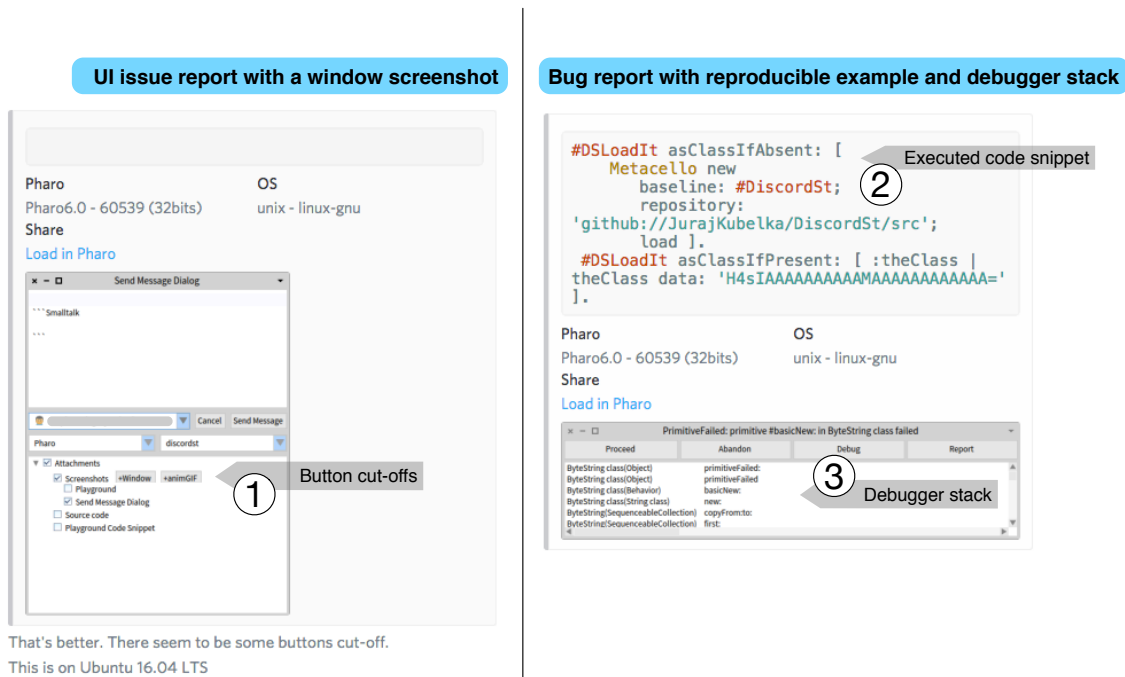 UI issue report with a window screenshot
Pharo OS
Pharo6.0 - 60539 (32bits) unix - linux-gnu
Share
Load in Pharo
Send Message Dialog
```Smalltalk
```
Cancel Send Message
Pharo discordst
Attachments
Screenshots +Window +animGIF
Playground
Send Message Dialog
Source code
Playground Code Snippet
1
Button cut-offs
That's better. There seem to be some buttons cut-off.
This is on Ubuntu 16.04 LTS
Bug report with reproducible example and debugger stack
#DSLoadIt asClassIfAbsent: [
Metacello new
baseline: #DiscordSt;
repository:
'github://JurajKubelka/DiscordSt/src';
load ].
#DSLoadIt asClassIfPresent: [ :theClass |
theClass data: 'H4sIAAAAAAAAAAMAAAAAAAAAAAA='
].
Executed code snippet
2
Pharo OS
Pharo6.0 - 60539 (32bits) unix - linux-gnu
Share
Load in Pharo
PrimitiveFailed: primitive #basicNew: in ByteString class failed
Proceed Abandon Debug Report
ByteString class(Object) primitiveFailed:
ByteString class(Object) primitiveFailed
ByteString class(Behavior) basicNew:
ByteString class(String class) new:
ByteString(SequenceableCollection) copyFrom:to:
ByteString(SequenceableCollection) first:
3
Debugger stack